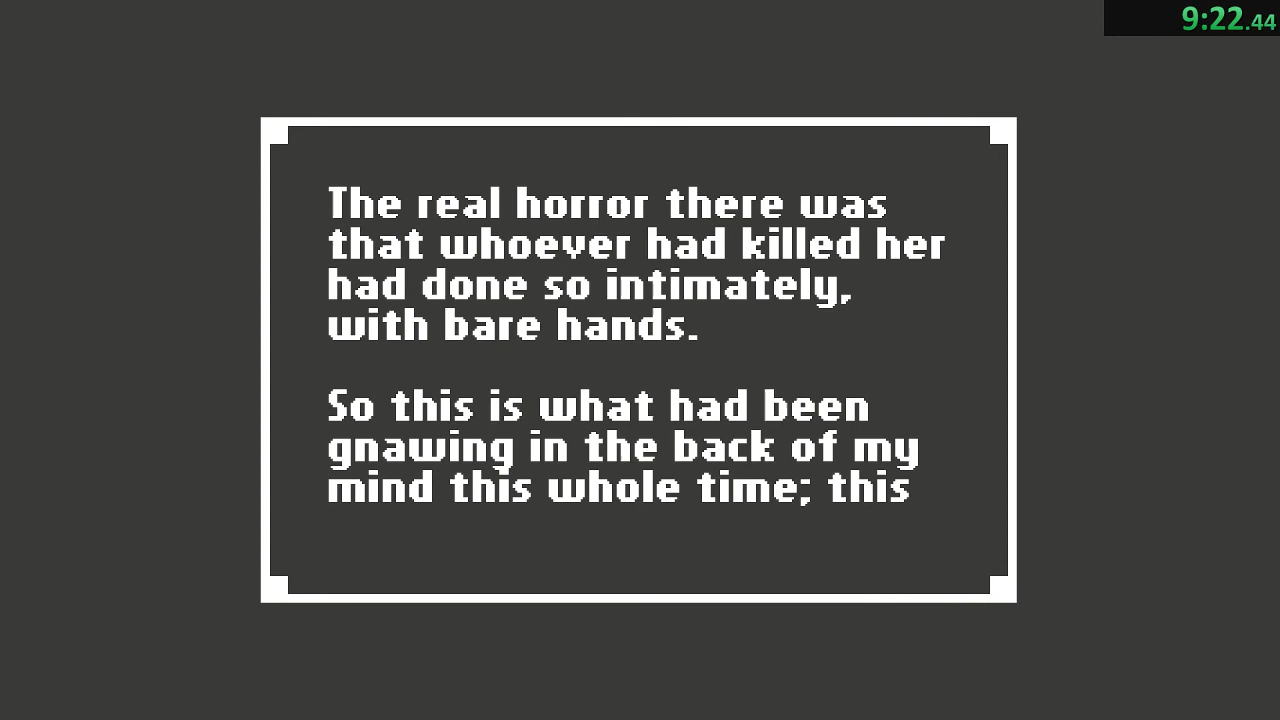 9:22.44
The real horror there was
that whoever had killed her
had done so intimately,
with bare hands.
So this is what had been
gnawing in the back of my
mind this whole time; this